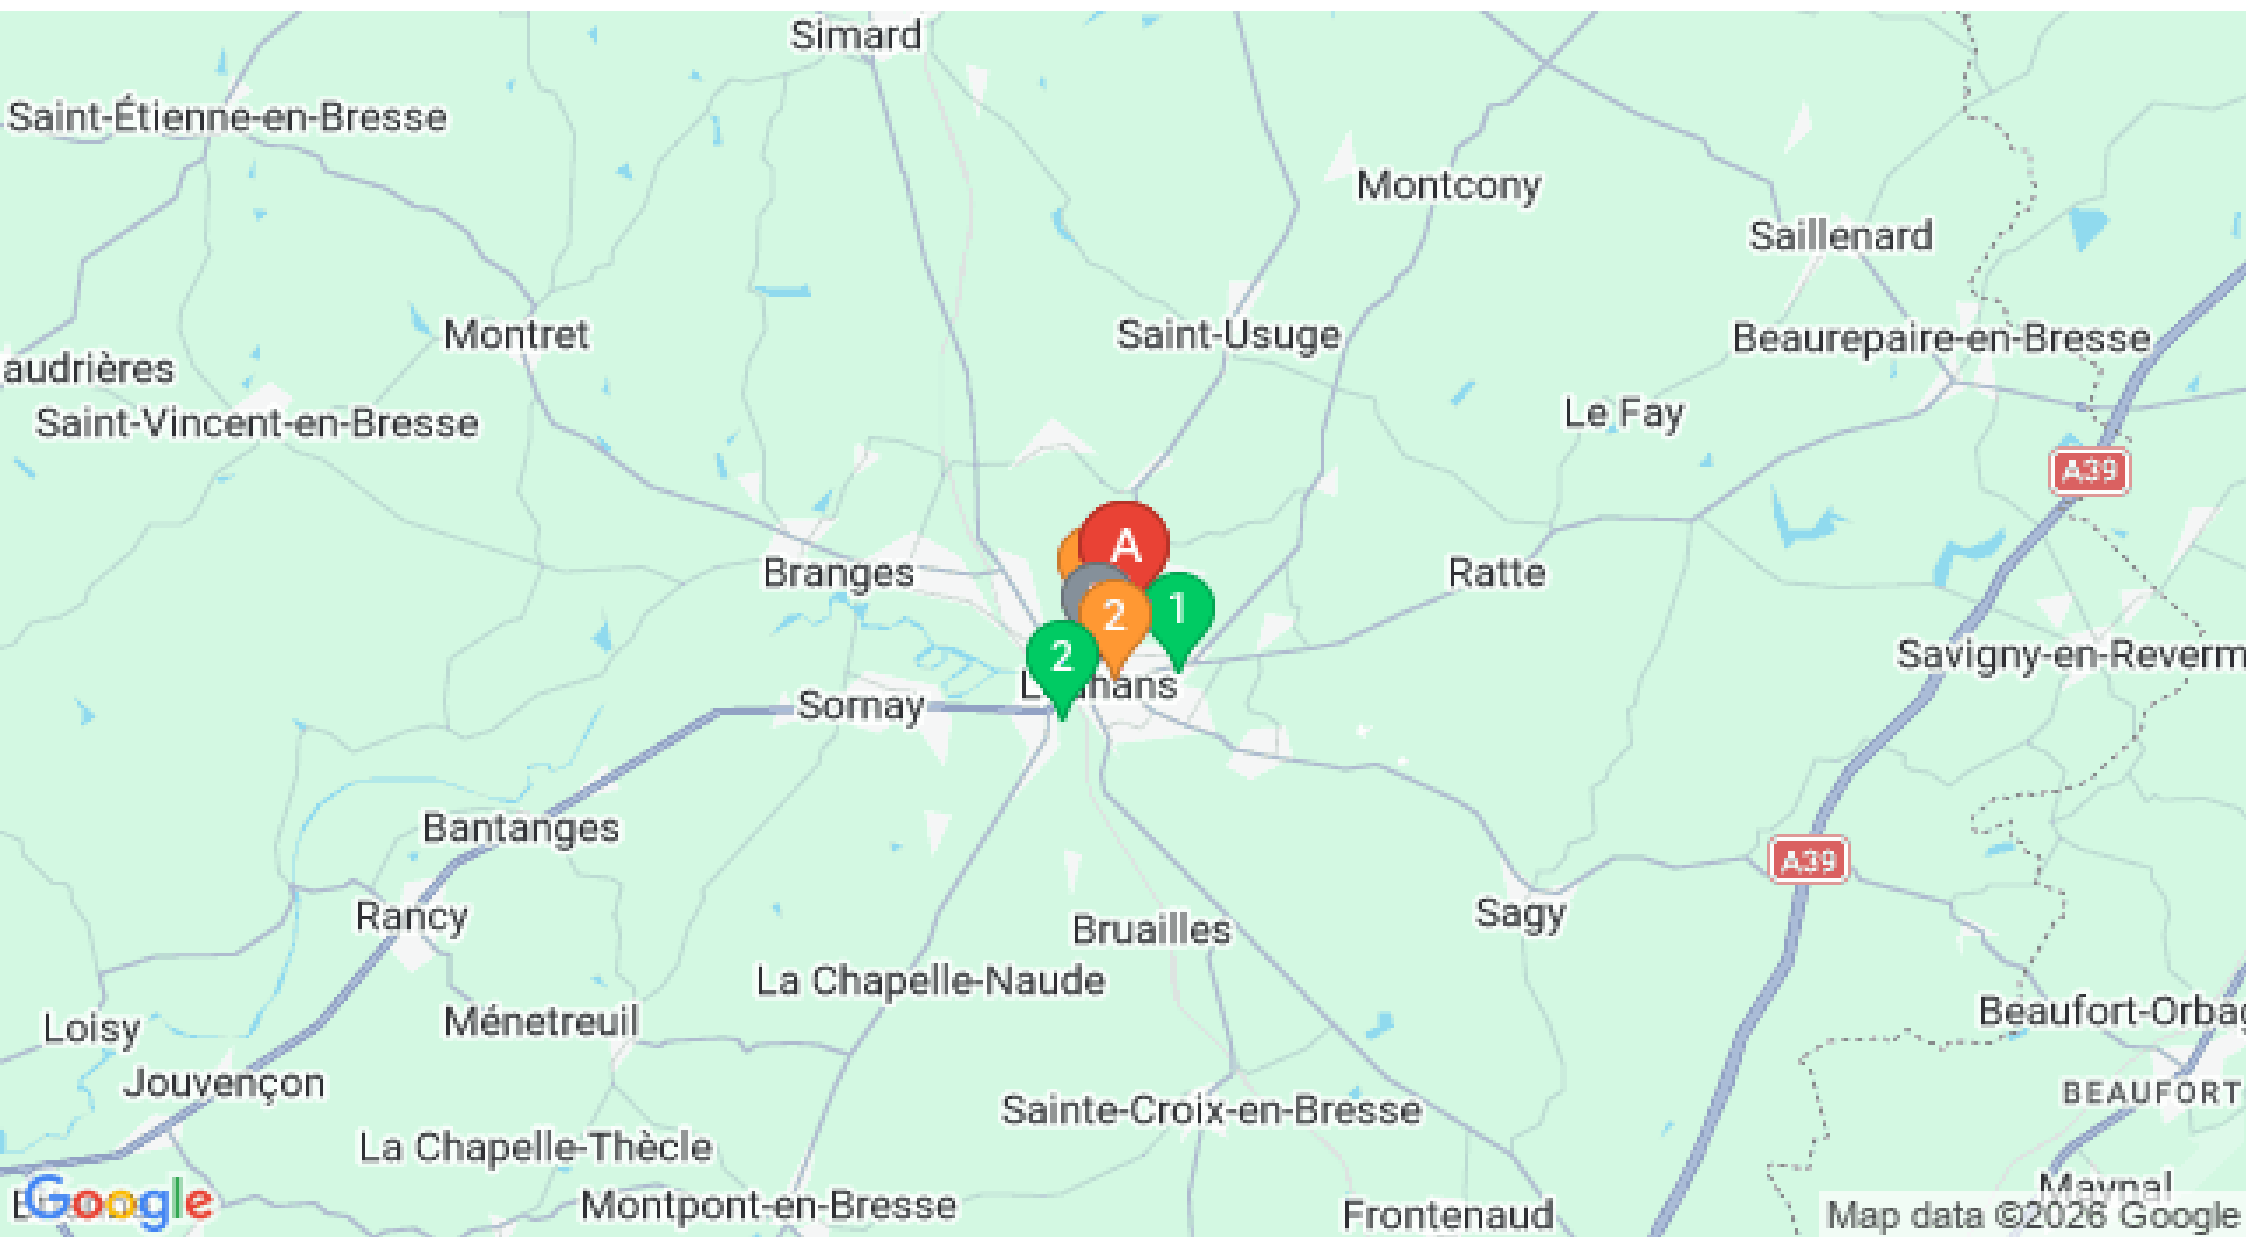 Simard
Saint-Étienne-en-Bresse
Montcony
Saillenard
Montret
Saint-Usuge
Beaurepaire-en-Bresse
audrières
Saint-Vincent-en-Bresse
Le Fay
A39
A
Branges
Ratte
1
2
2
Savigny-en-Reverm
Sornay
Bantanges
A39
Rancy
Sagy
Bruailles
La Chapelle-Naude
Beaufort-Orbag
Ménetreuil
Loisy
Jouvençon
BEAUFORT
Sainte-Croix-en-Bresse
La Chapelle-Thècle
Maynal
Google
Montpont-en-Bresse
Frontenaud
Map data ©2026 Google